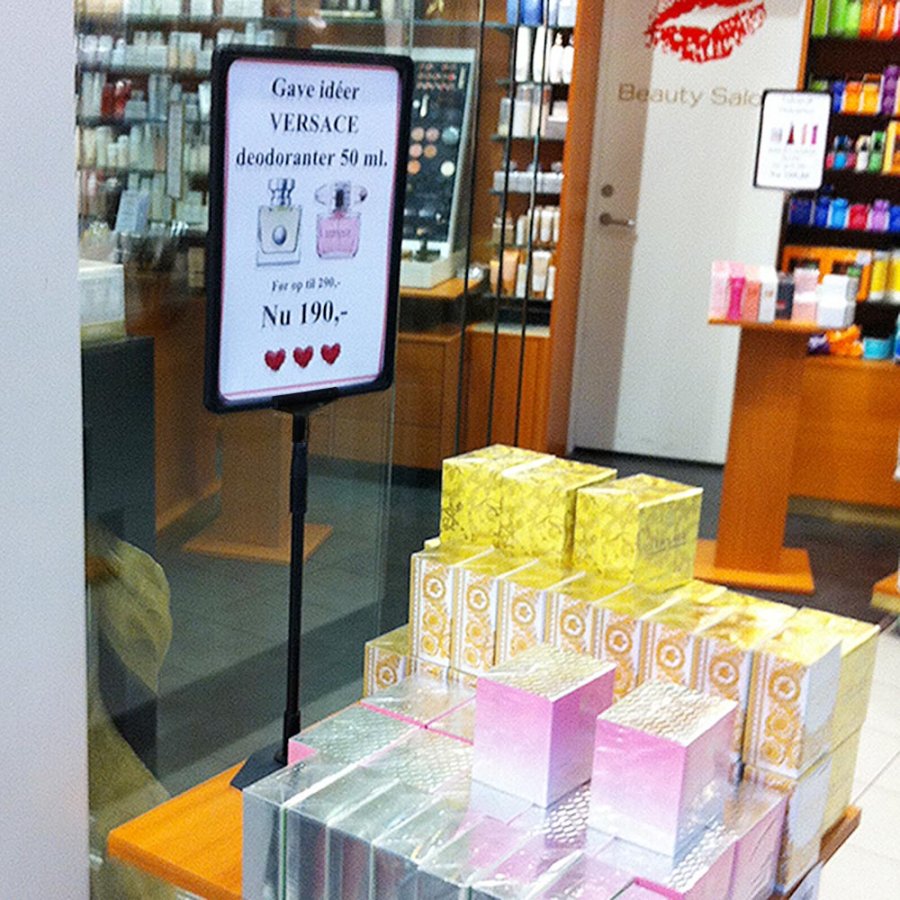 Gave idéer
VERSACE
deodoranter 50 ml.
Før op til 290,-
Nu 190,-
Beauty Salo